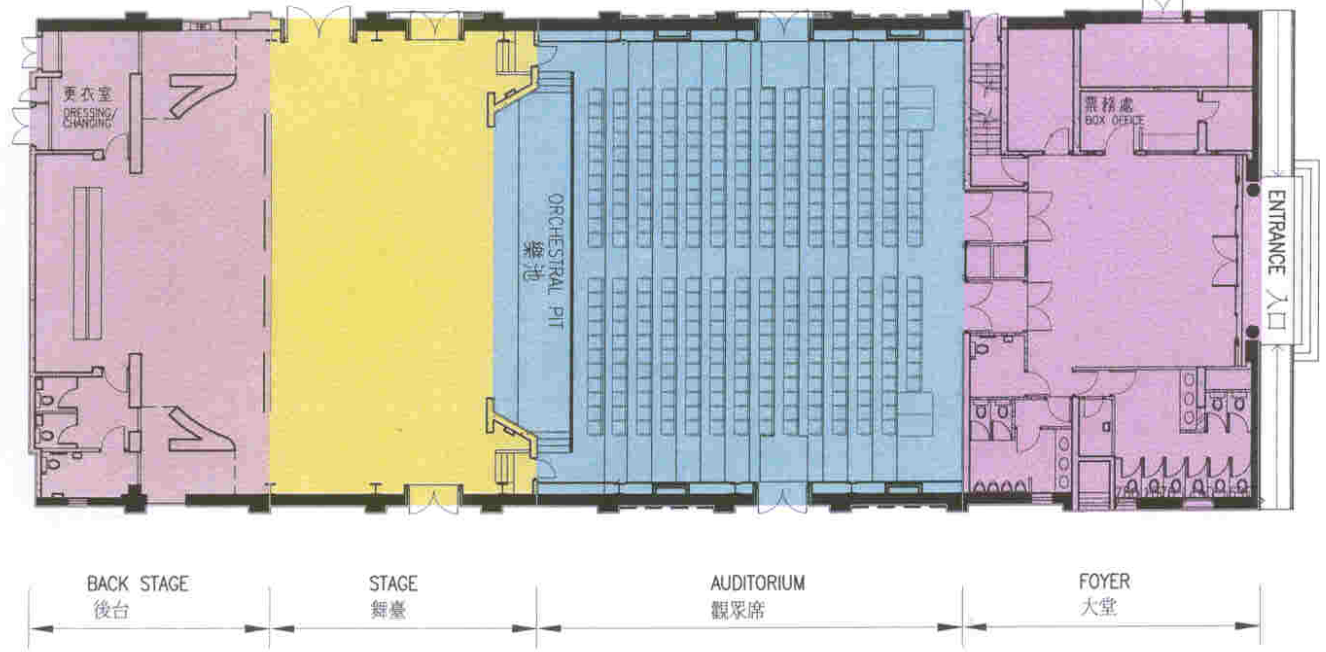 更衣室
DRESSING/
CHANGING
ORCHESTRAL PIT
樂池
票務處
BOX OFFICE
ENTRANCE 入口
BACK STAGE
後台
STAGE
舞臺
AUDITORIUM
觀眾席
FOYER
大堂